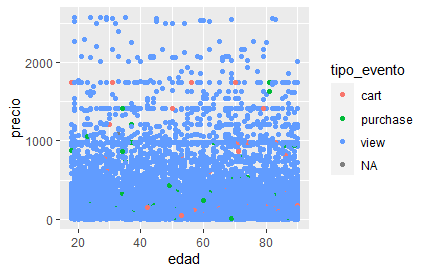 precio
2000
1000
0
20
40
60
80
edad
tipo_evento
cart
purchase
view
NA